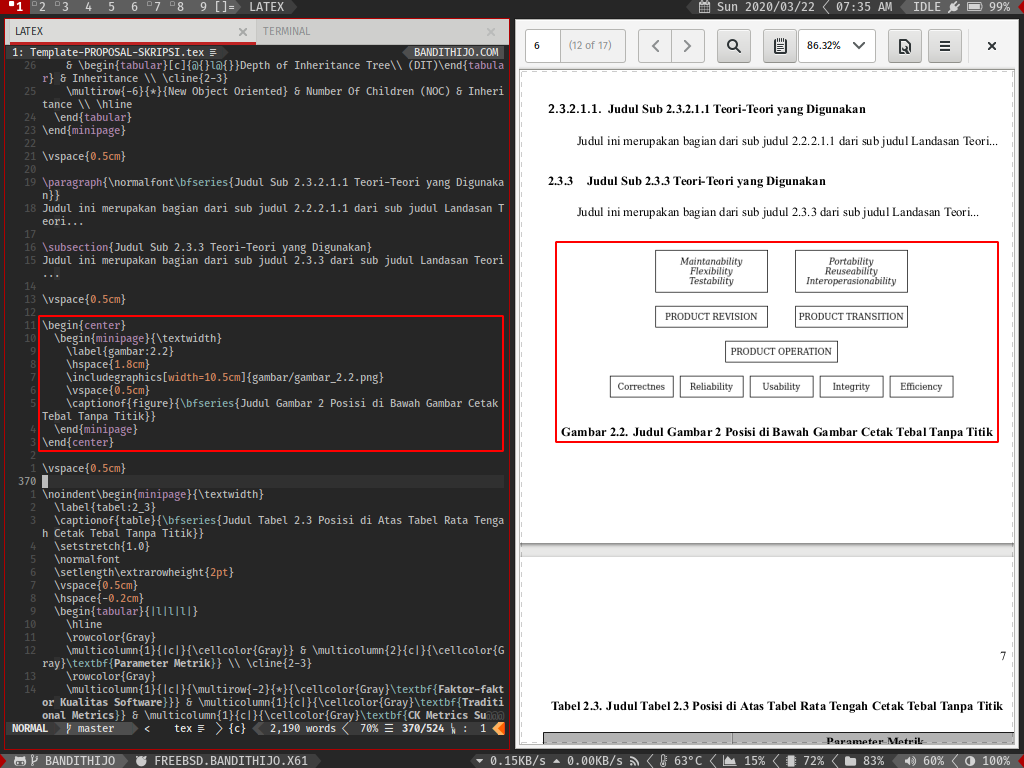 1 2 3 4 5 6 7 8 9 []= LATEX
Sun 2020/03/22 07:35 AM IDLE 99%
LATEX
TERMINAL
1: Template-PROPOSAL-SKRIPSI.tex BANDITHIJO.COM
26 & \begin{tabular}[c]{@{}l@{}}Depth of Inheritance Tree\\ (DIT)\end{tabula
r} & Inheritance \\ \cline{2-3}
25 \multirow{-6}{*}{New Object Oriented} & Number Of Children (NOC) & Inheri
tance \\ \hline
24 \end{tabular}
23 \end{minipage}
22
21 \vspace{0.5cm}
20
19 \paragraph{\normalfont\bfseries{Judul Sub 2.3.2.1.1 Teori-Teori yang Digunaka
n}}
18 Judul ini merupakan bagian dari sub judul 2.2.2.1.1 dari sub judul Landasan T
eori...
17
16 \subsection{Judul Sub 2.3.3 Teori-Teori yang Digunakan}
15 Judul ini merupakan bagian dari sub judul 2.3.3 dari sub judul Landasan Teori
...
14
13 \vspace{0.5cm}
12
11 \begin{center}
10 \begin{minipage}{\textwidth}
9 \label{gambar:2.2}
8 \hspace{1.8cm}
7 \includegraphics[width=10.5cm]{gambar/gambar_2.2.png}
6 \vspace{0.5cm}
5 \captionof{figure}{\bfseries{Judul Gambar 2 Posisi di Bawah Gambar Cetak
Tebal Tanpa Titik}}
4 \end{minipage}
3 \end{center}
2
1 \vspace{0.5cm}
370
1 \noindent\begin{minipage}{\textwidth}
2 \label{tabel:2_3}
3 \captionof{table}{\bfseries{Judul Tabel 2.3 Posisi di Atas Tabel Rata Tenga
h Cetak Tebal Tanpa Titik}}
4 \setstretch{1.0}
5 \normalfont
6 \setlength\extrarowheight{2pt}
7 \vspace{0.5cm}
8 \hspace{-0.2cm}
9 \begin{tabular}{|l|l|l|}
10 \hline
11 \rowcolor{Gray}
12 \multicolumn{1}{|c|}{\cellcolor{Gray}} & \multicolumn{2}{c|}{\cellcolor{G
ray}\textbf{Parameter Metrik}} \\ \cline{2-3}
13 \rowcolor{Gray}
14 \multicolumn{1}{|c|}{\multirow{-2}{*}{\cellcolor{Gray}\textbf{Faktor-fakt
or Kualitas Software}}} & \multicolumn{1}{c|}{\cellcolor{Gray}\textbf{Traditi
onal Metrics}} & \multicolumn{1}{c|}{\cellcolor{Gray}\textbf{CK Metrics Su@@@
NORMAL master < tex {c} 2,190 words 70% 370/524 : 1
6 (12 of 17) 86.32%
2.3.2.1.1. Judul Sub 2.3.2.1.1 Teori-Teori yang Digunakan
Judul ini merupakan bagian dari sub judul 2.2.2.1.1 dari sub judul Landasan Teori...
2.3.3 Judul Sub 2.3.3 Teori-Teori yang Digunakan
Judul ini merupakan bagian dari sub judul 2.3.3 dari sub judul Landasan Teori...
Maintanability Portability
Flexibility Reuseability
Testability Interoperasionability
PRODUCT REVISION PRODUCT TRANSITION
PRODUCT OPERATION
Correctnes Reliability Usability Integrity Efficiency
Gambar 2.2. Judul Gambar 2 Posisi di Bawah Gambar Cetak Tebal Tanpa Titik
7
Tabel 2.3. Judul Tabel 2.3 Posisi di Atas Tabel Rata Tengah Cetak Tebal Tanpa Titik
Parameter Metrik
BANDITHIJO FREEBSD.BANDITHIJO.X61 0.15KB/s 0.00KB/s 63°C 15% 72% 83% 60% 100%